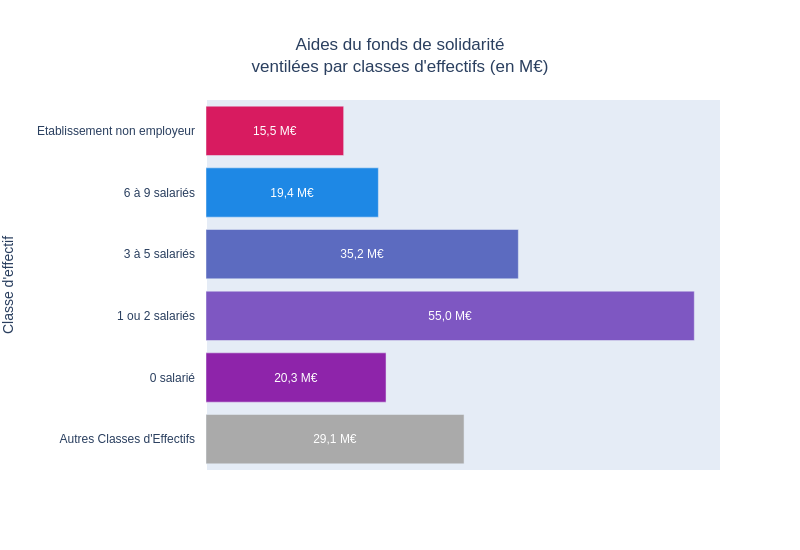 Aides du fonds de solidarité
ventilées par classes d'effectifs (en M€)
Classe d'effectif
Etablissement non employeur
15,5 M€
6 à 9 salariés
19,4 M€
3 à 5 salariés
35,2 M€
1 ou 2 salariés
55,0 M€
0 salarié
20,3 M€
Autres Classes d'Effectifs
29,1 M€